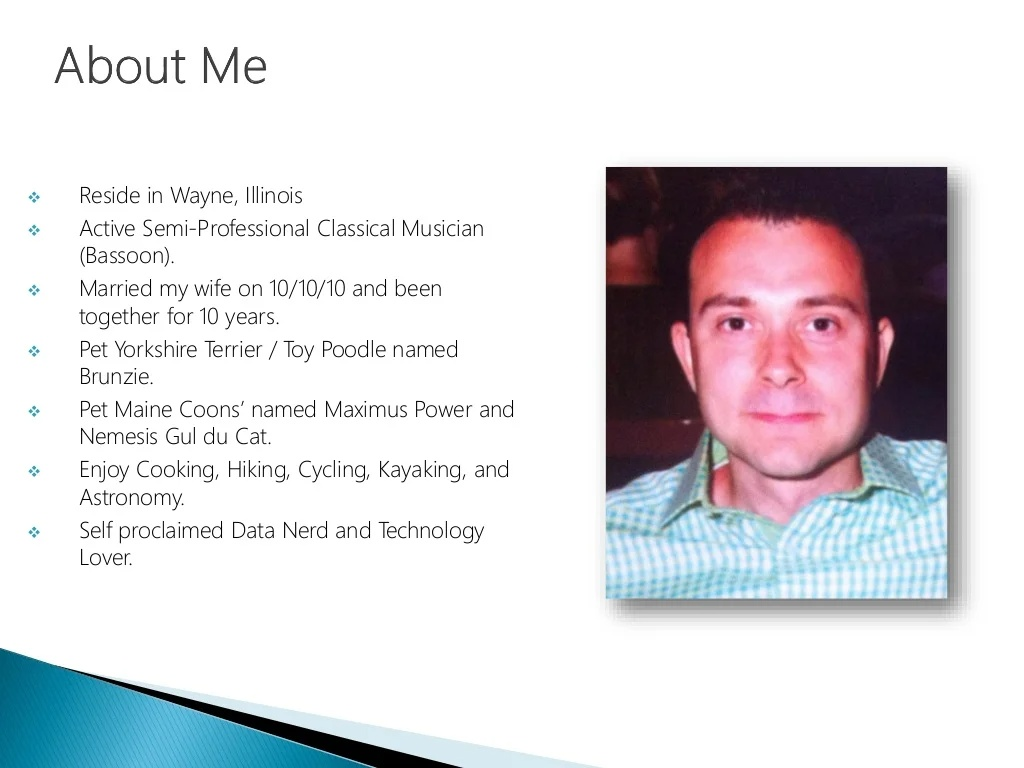 About Me
Reside in Wayne, Illinois
Active Semi-Professional Classical Musician
(Bassoon).
Married my wife on 10/10/10 and been
together for 10 years.
Pet Yorkshire Terrier / Toy Poodle named
Brunzie.
Pet Maine Coons’ named Maximus Power and
Nemesis Gul du Cat.
Enjoy Cooking, Hiking, Cycling, Kayaking, and
Astronomy.
Self proclaimed Data Nerd and Technology
Lover.